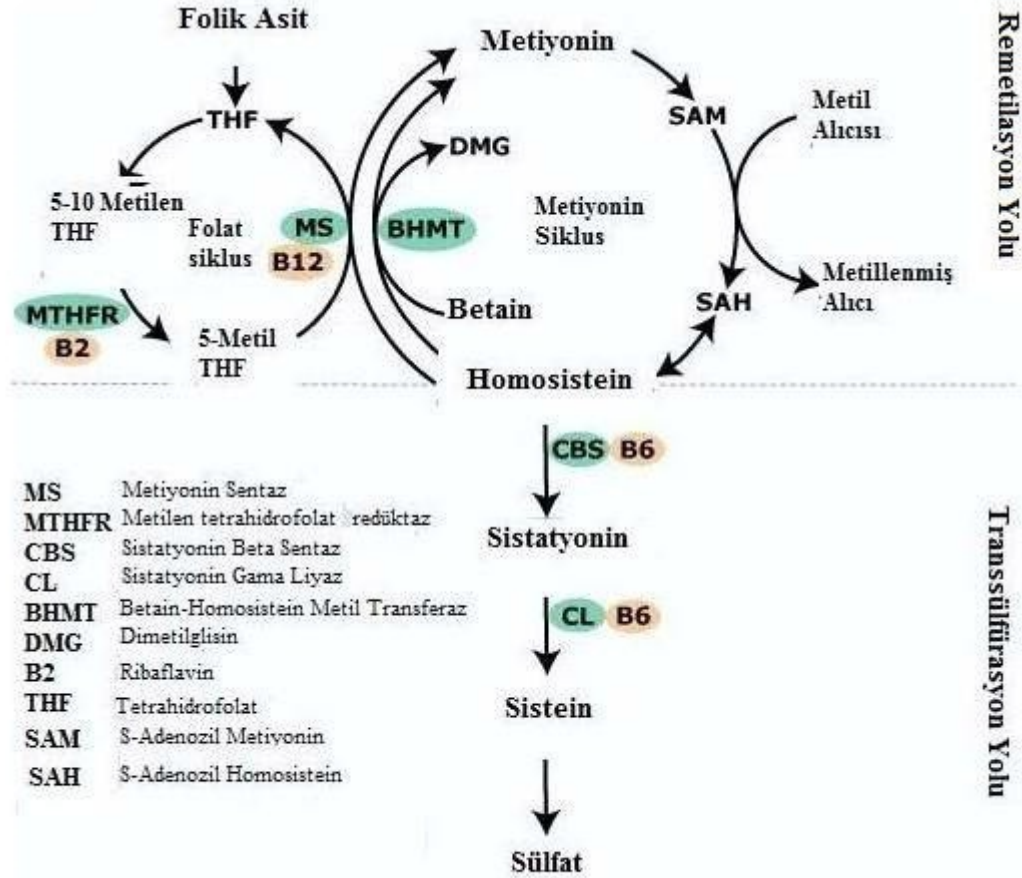 Folik Asit
THF
5-10 Metilen
THF
Folat
siklus
MS
B12
MTHFR
B2
5-Metil
THF
Metiyonin
SAM
Metil
Alıcısı
DMG
BHMT
Metiyonin
Siklus
Betain
SAH
Metillenmiş
Alıcı
Homosistein
Remetilasyon Yolu
CBS B6
Sistatyonin
CL B6
Sistein
Sülfat
Transsülfürasyon Yolu
MS Metiyonin Sentaz
MTHFR Metilen tetrahidrofolat redüktaz
CBS Sistatyonin Beta Sentaz
CL Sistatyonin Gama Liyaz
BHMT Betain-Homosistein Metil Transferaz
DMG Dimetilglisin
B2 Ribaflavin
THF Tetrahidrofolat
SAM S-Adenozil Metiyonin
SAH S-Adenozil Homosistein